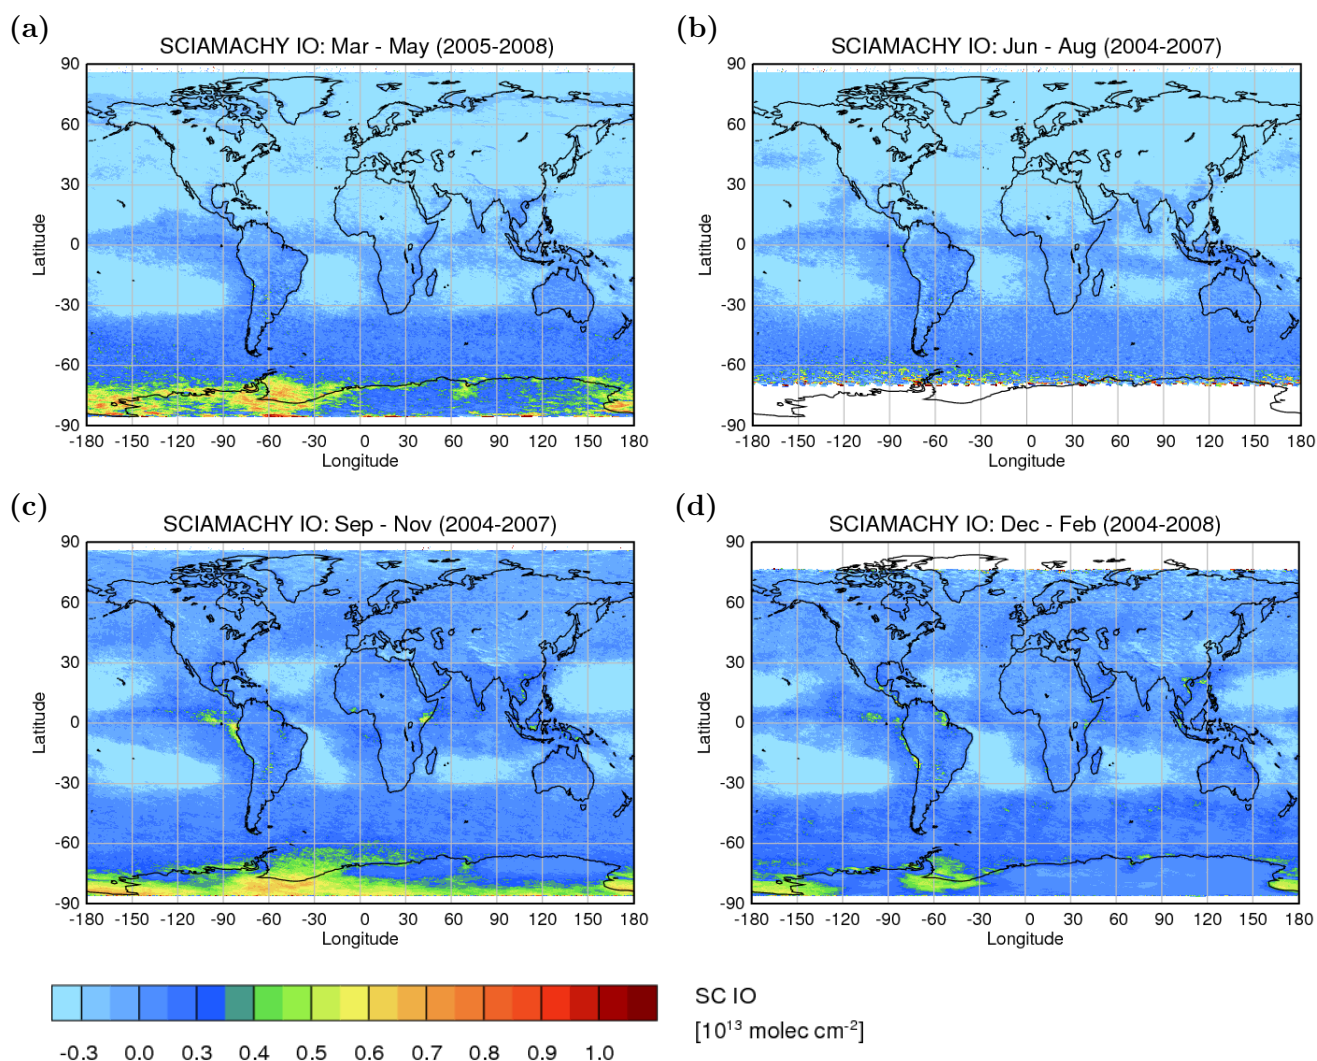 (a)
SCIAMACHY IO: Mar - May (2005-2008)
90
60
30
0
-30
-60
-90
Latitude
-180 -150 -120 -90 -60 -30 0 30 60 90 120 150 180
Longitude
(b)
SCIAMACHY IO: Jun - Aug (2004-2007)
90
60
30
0
-30
-60
-90
Latitude
-180 -150 -120 -90 -60 -30 0 30 60 90 120 150 180
Longitude
(c)
SCIAMACHY IO: Sep - Nov (2004-2007)
90
60
30
0
-30
-60
-90
Latitude
-180 -150 -120 -90 -60 -30 0 30 60 90 120 150 180
Longitude
(d)
SCIAMACHY IO: Dec - Feb (2004-2008)
90
60
30
0
-30
-60
-90
Latitude
-180 -150 -120 -90 -60 -30 0 30 60 90 120 150 180
Longitude
-0.3 0.0 0.3 0.4 0.5 0.6 0.7 0.8 0.9 1.0
SC IO
[10¹³ molec cm⁻²]